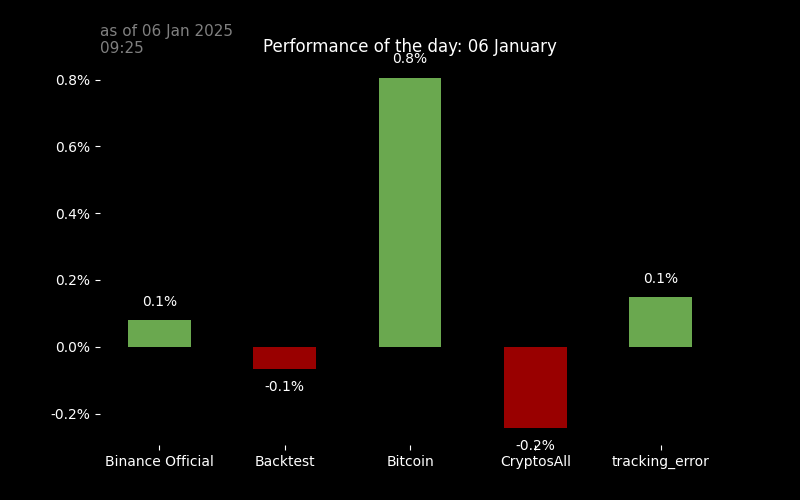 as of 06 Jan 2025
09:25
Performance of the day: 06 January
0.8%
0.8%
0.6%
0.4%
0.2%
0.1%
0.1%
0.0%
-0.1%
-0.2%
-0.2%
Binance Official
Backtest
Bitcoin
CryptosAll
tracking_error